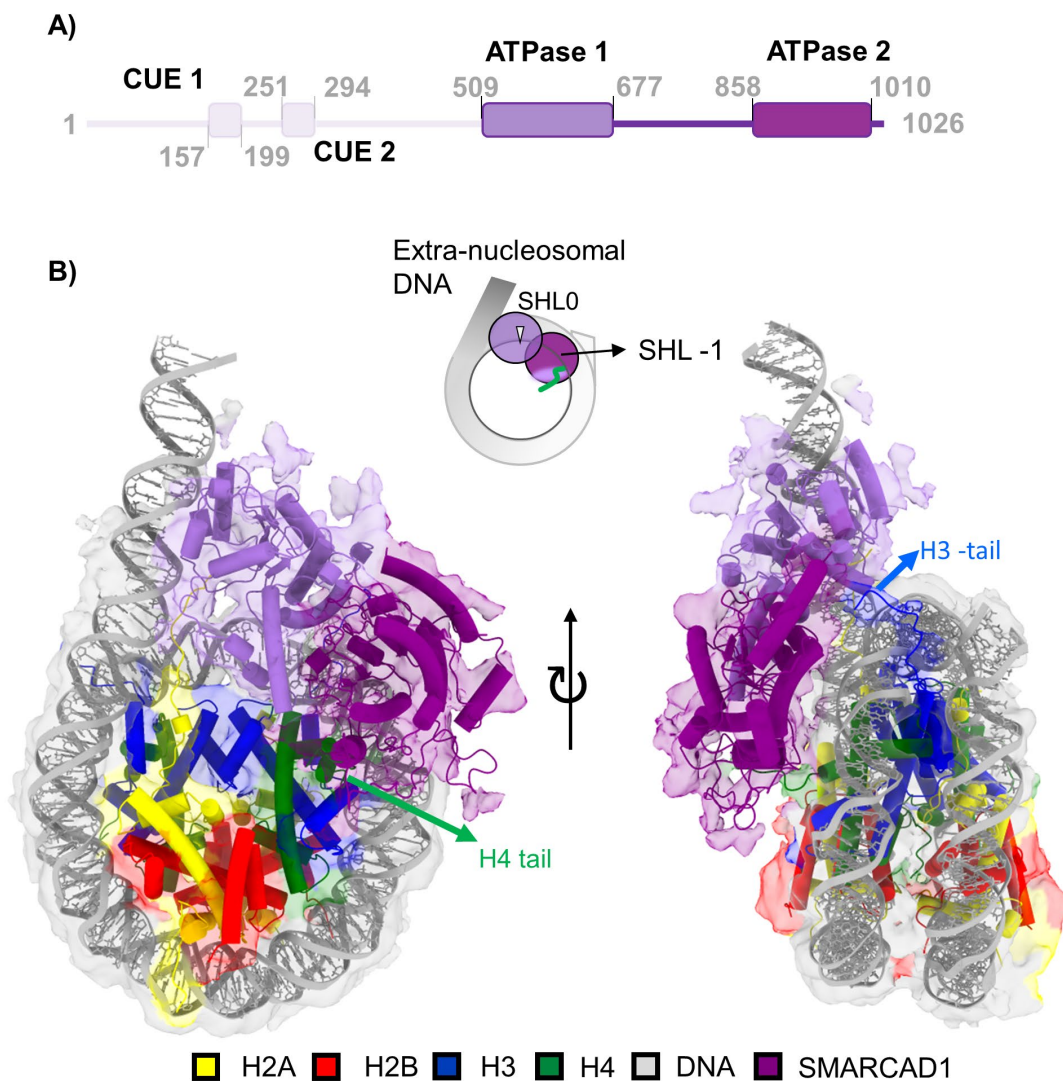 A)
ATPase 1
ATPase 2
CUE 1
251
294
509
677
858
1010
1
1026
157
199
CUE 2
B)
Extra-nucleosomal
DNA
SHL0
SHL -1
H3 -tail
H4 tail
H2A
H2B
H3
H4
DNA
SMARCAD1